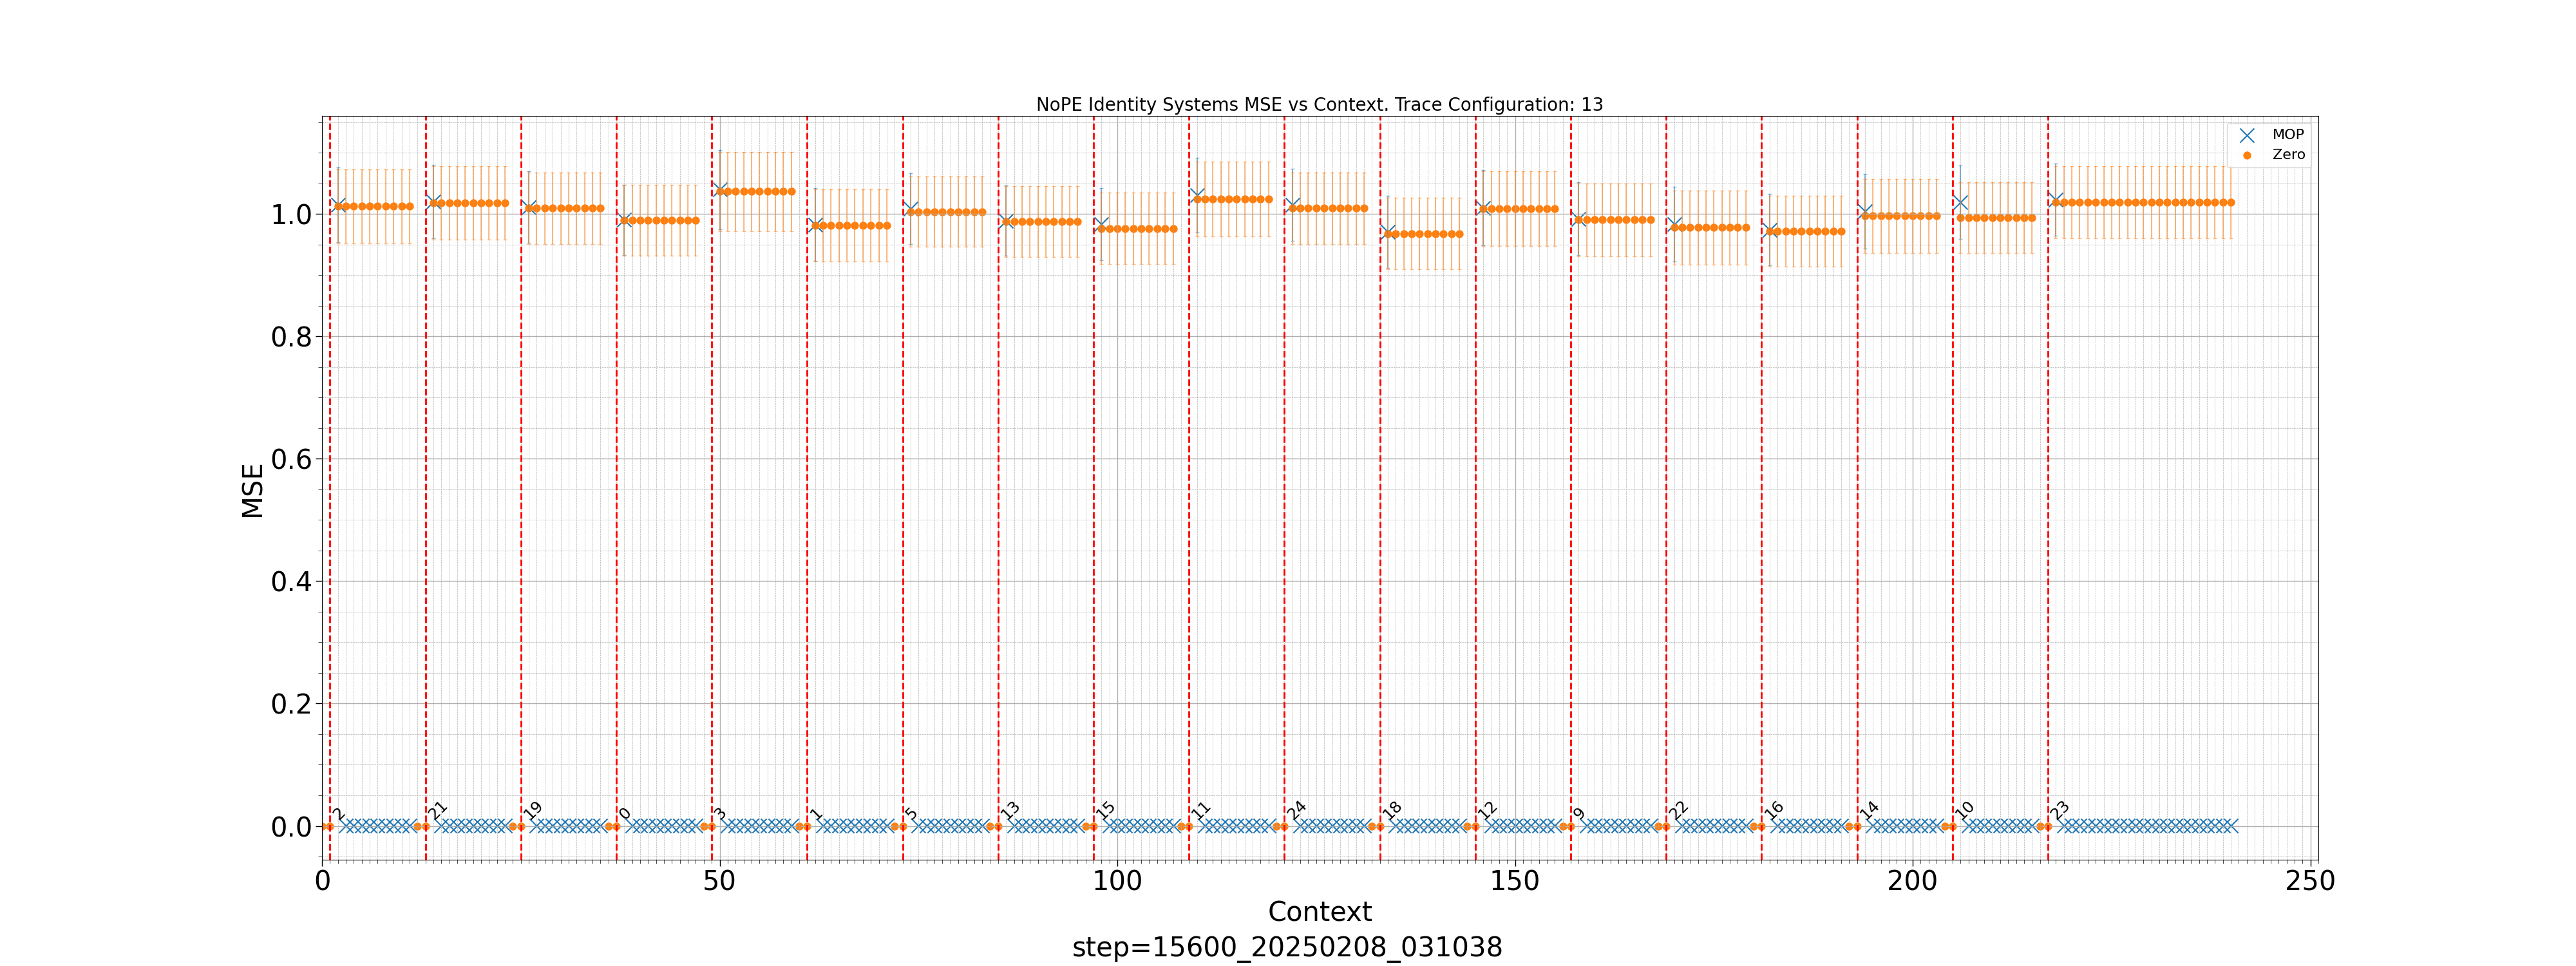 NoPE Identity Systems MSE vs Context. Trace Configuration: 13
MOP
Zero
MSE
1.0
0.8
0.6
0.4
0.2
0.0
2 21 19 0 3 1 5 13 15 11 24 18 12 9 22 16 14 10 23
0 50 100 150 200 250
Context
step=15600_20250208_031038